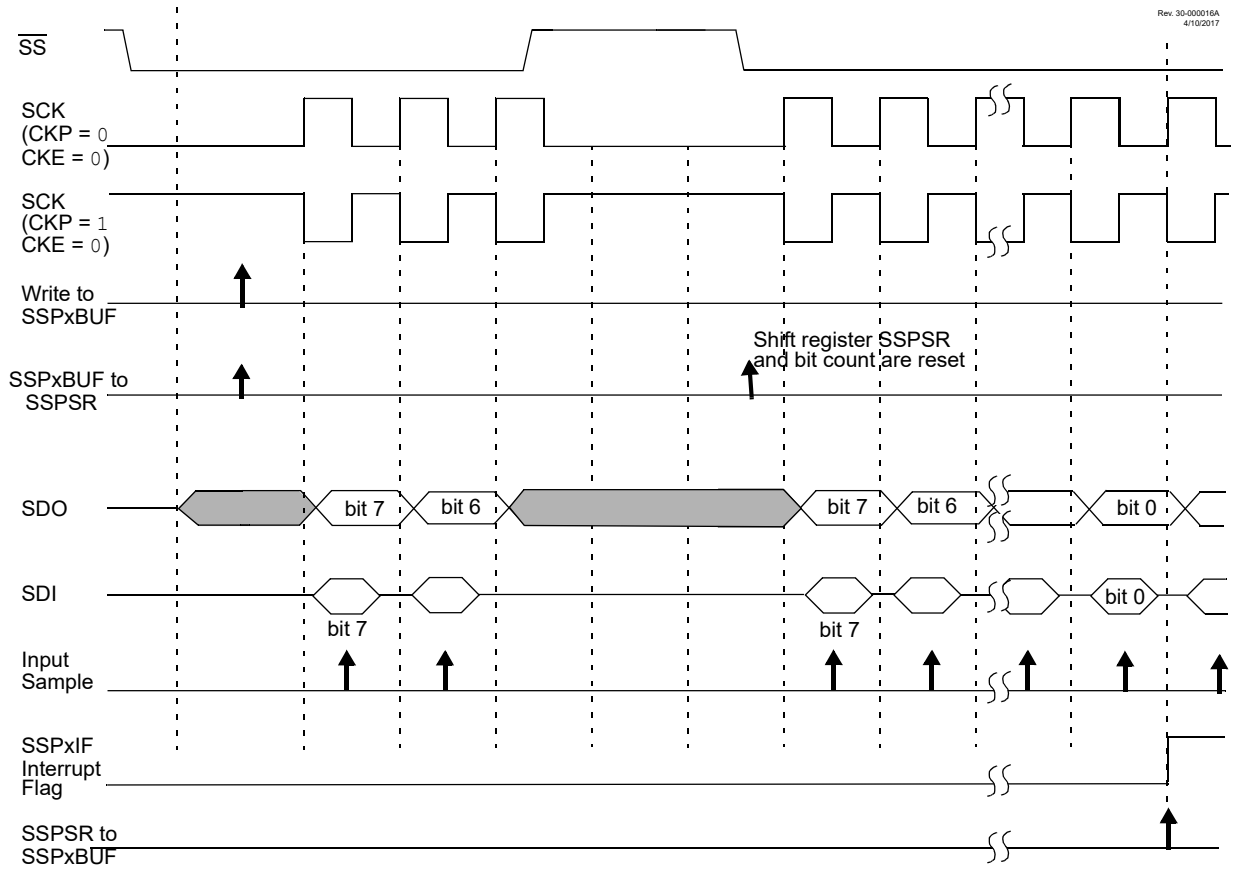 Rev. 30-000016A
4/10/2017
SS
SCK
(CKP = 0
CKE = 0)
SCK
(CKP = 1
CKE = 0)
Write to
SSPxBUF
Shift register SSPSR
and bit count are reset
SSPxBUF to
SSPSR
SDO
bit 7
bit 6
bit 7
bit 6
bit 0
SDI
bit 0
bit 7
bit 7
Input
Sample
SSPxIF
Interrupt
Flag
SSPSR to
SSPxBUF